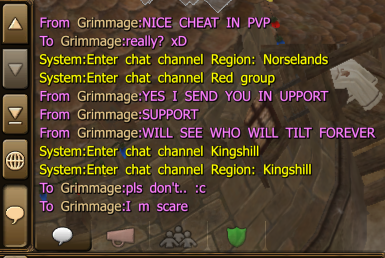 From Grimmage:NICE CHEAT IN PVP
To Grimmage:really? xD
System:Enter chat channel Region: Norselands
System:Enter chat channel Red group
From Grimmage:YES I SEND YOU IN UPPORT
From Grimmage:SUPPORT
From Grimmage:WILL SEE WHO WILL TILT FOREVER
System:Enter chat channel Kingshill
System:Enter chat channel Region: Kingshill
To Grimmage:pls don't.. :c
To Grimmage:I m scare